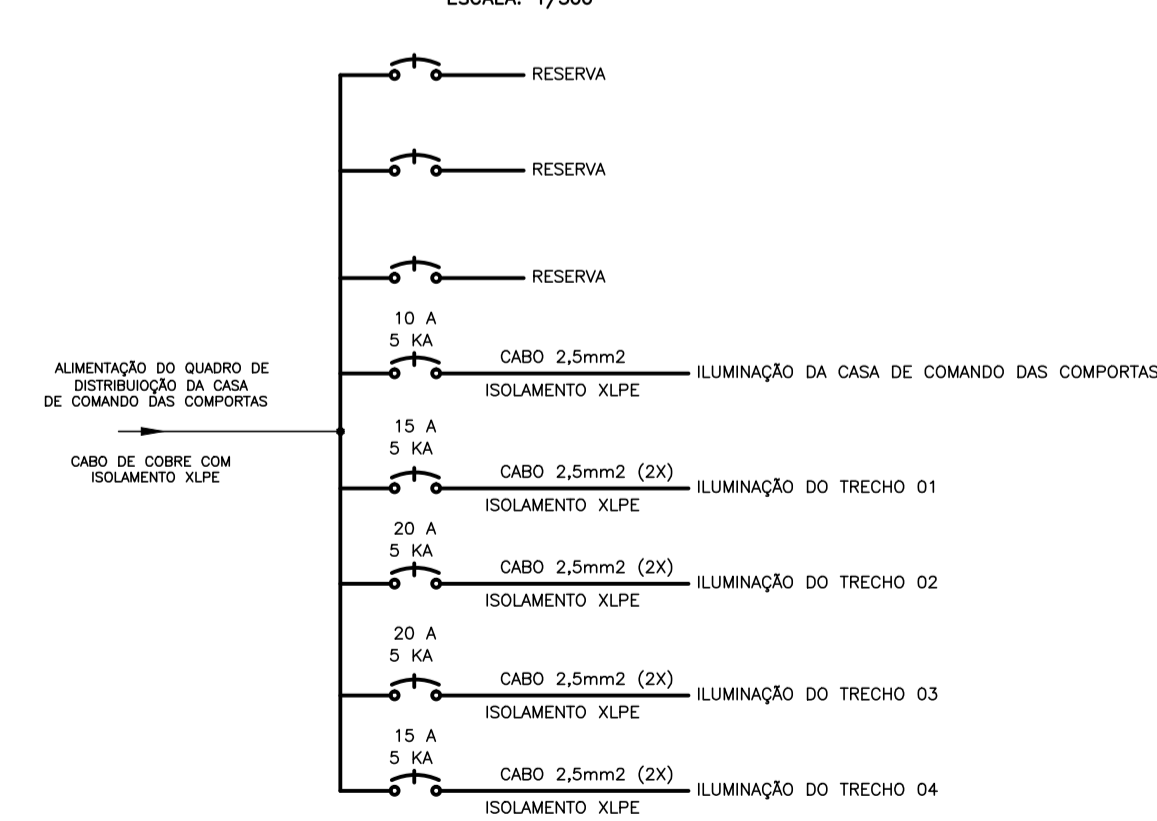 ESCALA: 1/500
RESERVA
RESERVA
RESERVA
10 A
5 KA
CABO 2,5mm2
ISOLAMENTO XLPE
ILUMINAÇÃO DA CASA DE COMANDO DAS COMPORTAS
ALIMENTAÇÃO DO QUADRO DE
DISTRIBUIOÇÃO DA CASA
DE COMANDO DAS COMPORTAS
CABO DE COBRE COM
ISOLAMENTO XLPE
15 A
5 KA
CABO 2,5mm2 (2X)
ISOLAMENTO XLPE
ILUMINAÇÃO DO TRECHO 01
20 A
5 KA
CABO 2,5mm2 (2X)
ISOLAMENTO XLPE
ILUMINAÇÃO DO TRECHO 02
20 A
5 KA
CABO 2,5mm2 (2X)
ISOLAMENTO XLPE
ILUMINAÇÃO DO TRECHO 03
15 A
5 KA
CABO 2,5mm2 (2X)
ISOLAMENTO XLPE
ILUMINAÇÃO DO TRECHO 04